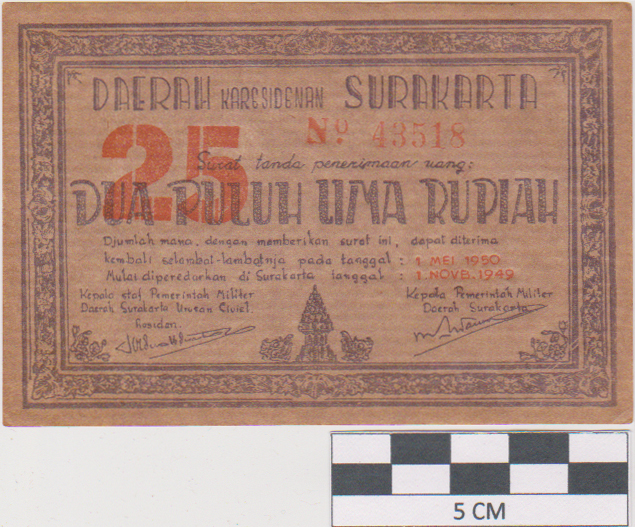 DAERAH KARESIDENAN SURAKARTA
25
Nº 43518
Surat tanda penerimaan uang:
DUA PULUH LIMA RUPIAH
Djumlah mana, dengan memberikan surat ini, dapat diterima
kembali selambat-lambatnja pada tanggal : 1 MEI 1950
Mulai diperedarkan di Surakarta tanggal : 1 NOVB. 1949
Kepala staf Pemerintah Militer
Daerah Surakarta Urusan Civiel.
Residen.
Kepala Pemerintah Militer
Daerah Surakarta
5 CM